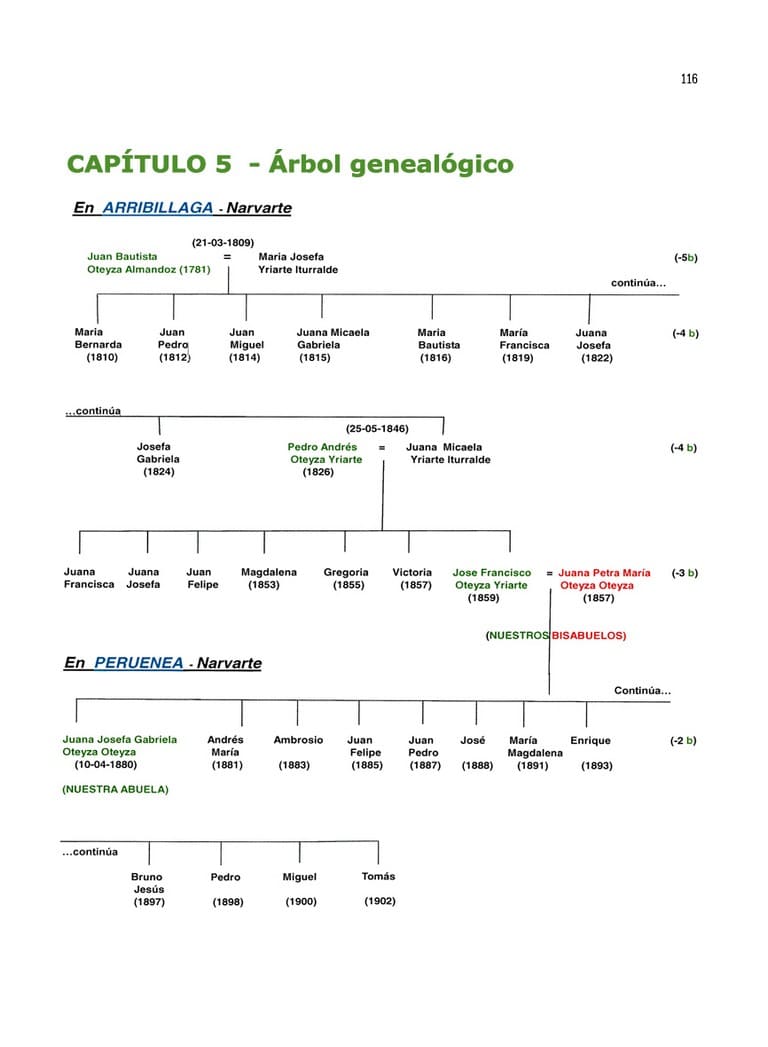 116
CAPÍTULO 5 - Árbol genealógico
En ARRIBILLAGA - Narvarte
(21-03-1809)
Juan Bautista = Maria Josefa (-5b)
Oteyza Almandoz (1781) Yriarte Iturralde
continúa...
Maria Juan Juan Juana Micaela Maria María Juana (-4 b)
Bernarda Pedro Miguel Gabriela Bautista Francisca Josefa
(1810) (1812) (1814) (1815) (1816) (1819) (1822)
...continúa
(25-05-1846)
Josefa Pedro Andrés = Juana Micaela (-4 b)
Gabriela Oteyza Yriarte Yriarte Iturralde
(1824) (1826)
Juana Juana Juan Magdalena Gregoria Victoria Jose Francisco = Juana Petra María (-3 b)
Francisca Josefa Felipe (1853) (1855) (1857) Oteyza Yriarte Oteyza Oteyza
(1859) (1857)
(NUESTROS BISABUELOS)
En PERUENEA - Narvarte
Continúa...
Juana Josefa Gabriela Andrés Ambrosio Juan Juan José María Enrique (-2 b)
Oteyza Oteyza María Felipe Pedro Magdalena
(10-04-1880) (1881) (1883) (1885) (1887) (1888) (1891) (1893)
(NUESTRA ABUELA)
...continúa
Bruno Pedro Miguel Tomás
Jesús
(1897) (1898) (1900) (1902)